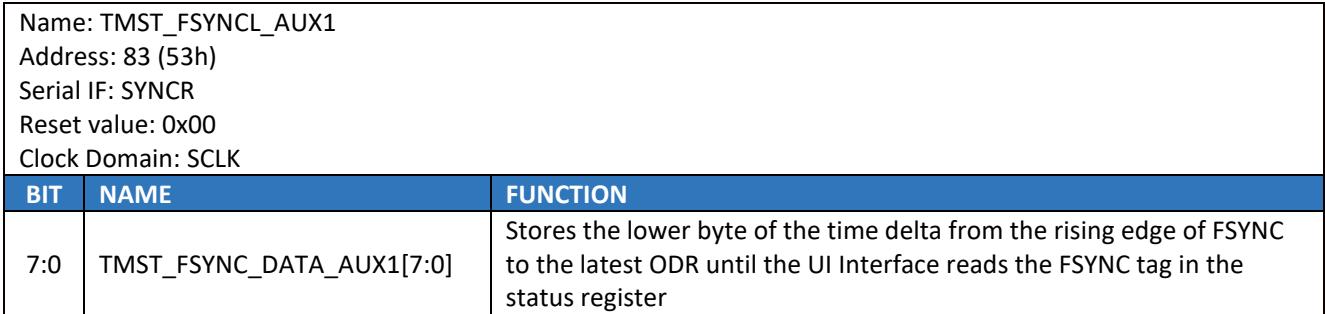 Name: TMST_FSYNCL_AUX1
Address: 83 (53h)
Serial IF: SYNCR
Reset value: 0x00
Clock Domain: SCLK
BIT NAME FUNCTION
7:0 TMST_FSYNC_DATA_AUX1[7:0] Stores the lower byte of the time delta from the rising edge of FSYNC
to the latest ODR until the UI Interface reads the FSYNC tag in the
status register